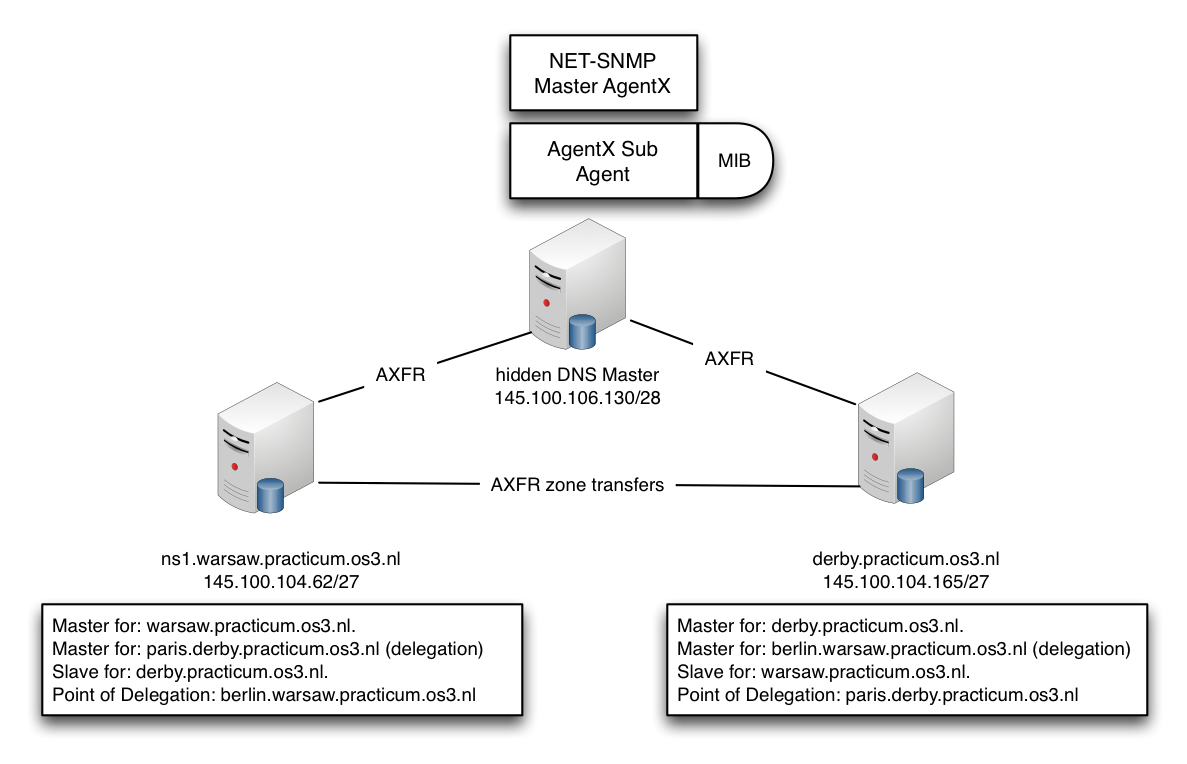 NET-SNMP
Master AgentX
AgentX Sub
Agent
MIB
AXFR
AXFR
hidden DNS Master
145.100.106.130/28
AXFR zone transfers
ns1.warsaw.practicum.os3.nl
145.100.104.62/27
derby.practicum.os3.nl
145.100.104.165/27
Master for: warsaw.practicum.os3.nl.
Master for: paris.derby.practicum.os3.nl (delegation)
Slave for: derby.practicum.os3.nl.
Point of Delegation: berlin.warsaw.practicum.os3.nl
Master for: derby.practicum.os3.nl.
Master for: berlin.warsaw.practicum.os3.nl (delegation)
Slave for: warsaw.practicum.os3.nl.
Point of Delegation: paris.derby.practicum.os3.nl